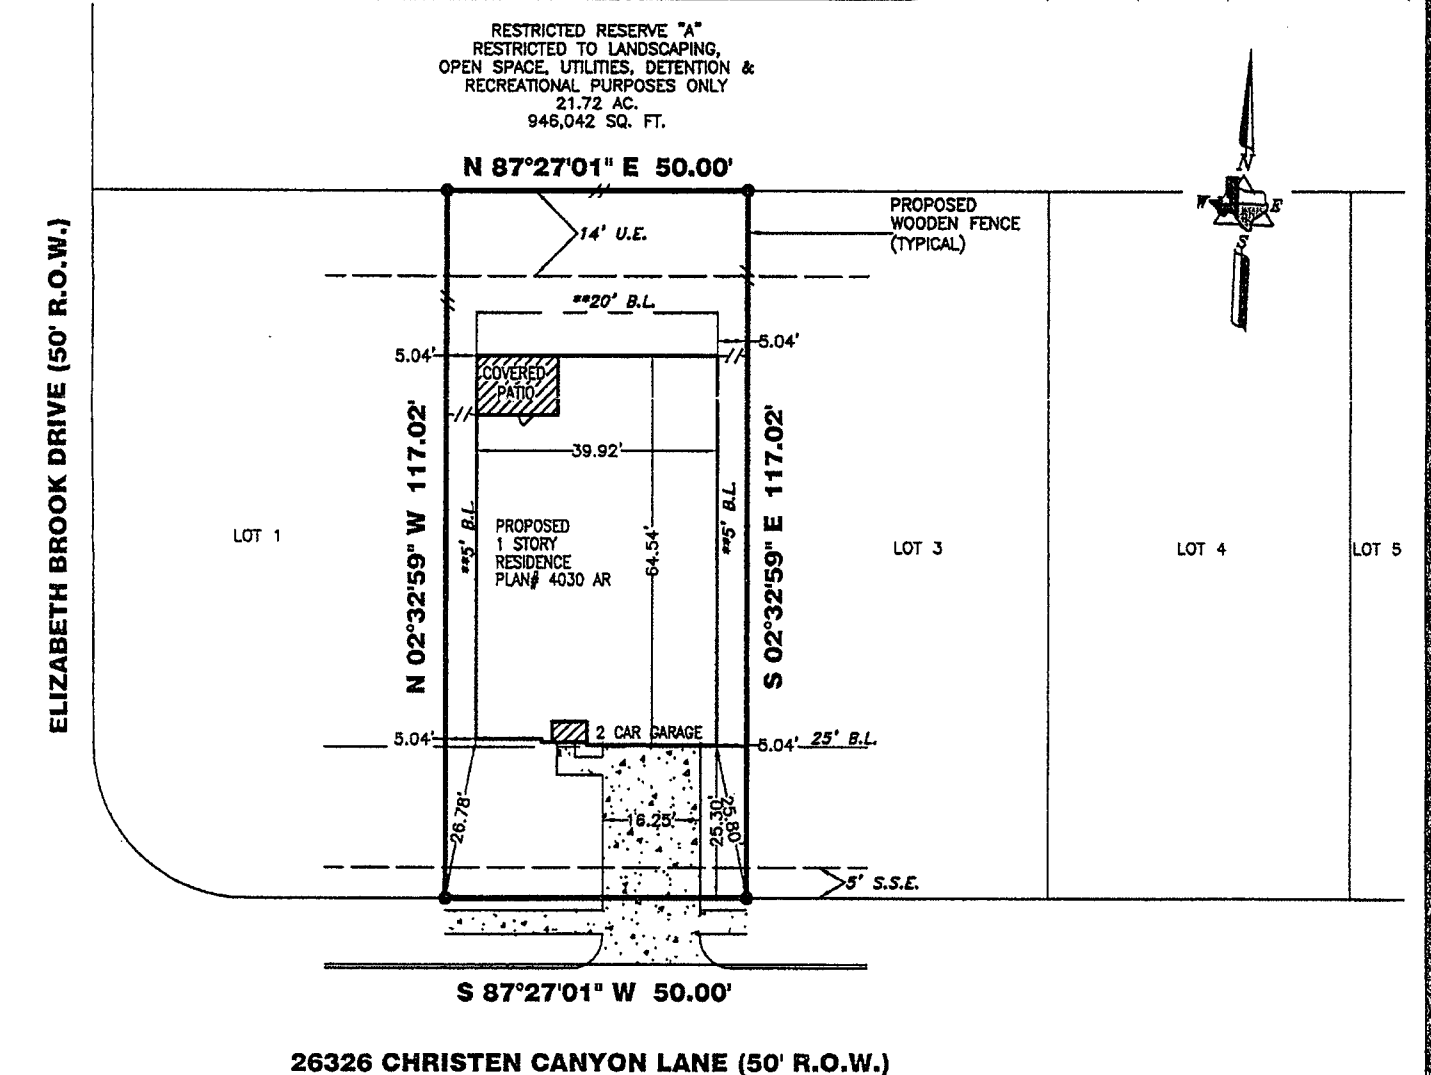 RESTRICTED RESERVE "A"
RESTRICTED TO LANDSCAPING,
OPEN SPACE, UTILITIES, DETENTION &
RECREATIONAL PURPOSES ONLY
21.72 AC.
946,042 SQ. FT.
N 87°27'01" E 50.00'
14' U.E.
PROPOSED
WOODEN FENCE
(TYPICAL)
N
W E
S
**20' B.L.
5.04'
5.04'
COVERED
PATIO
39.92'
ELIZABETH BROOK DRIVE (50' R.O.W.)
N 02°32'59" W 117.02'
**5' B.L.
64.54'
**5' B.L.
S 02°32'59" E 117.02'
LOT 1
PROPOSED
1 STORY
RESIDENCE
PLAN# 4030 AR
LOT 3
LOT 4
LOT 5
2 CAR GARAGE
5.04'
5.04'
25' B.L.
26.78'
16.25'
25.30'
25.80'
5' S.S.E.
S 87°27'01" W 50.00'
26326 CHRISTEN CANYON LANE (50' R.O.W.)